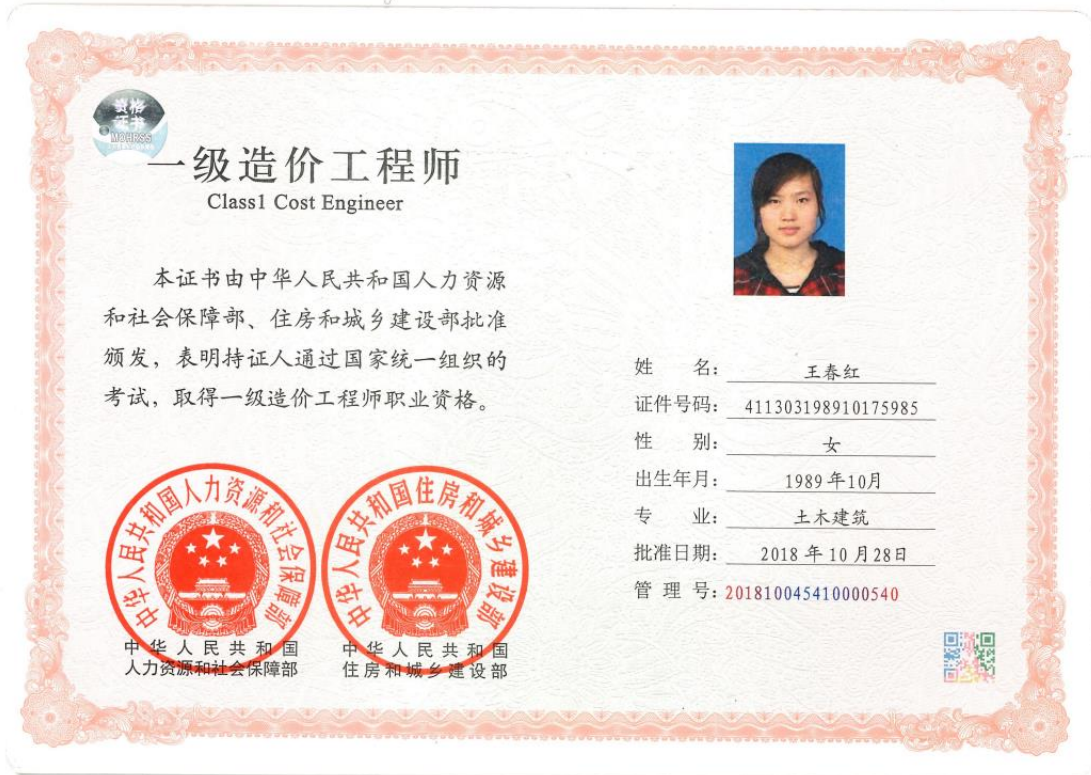 资格
证书
MOHRSS
一级造价工程师
Class1 Cost Engineer
本证书由中华人民共和国人力资源
和社会保障部、住房和城乡建设部批准
颁发，表明持证人通过国家统一组织的
考试，取得一级造价工程师职业资格。
中华人民共和国人力资源和社会保障部
中华人民共和国
人力资源和社会保障部
中华人民共和国住房和城乡建设部
中华人民共和国
住房和城乡建设部
姓 名： 王春红
证件号码： 411303198910175985
性 别： 女
出生年月： 1989年10月
专 业： 土木建筑
批准日期： 2018年10月28日
管 理 号： 201810045410000540